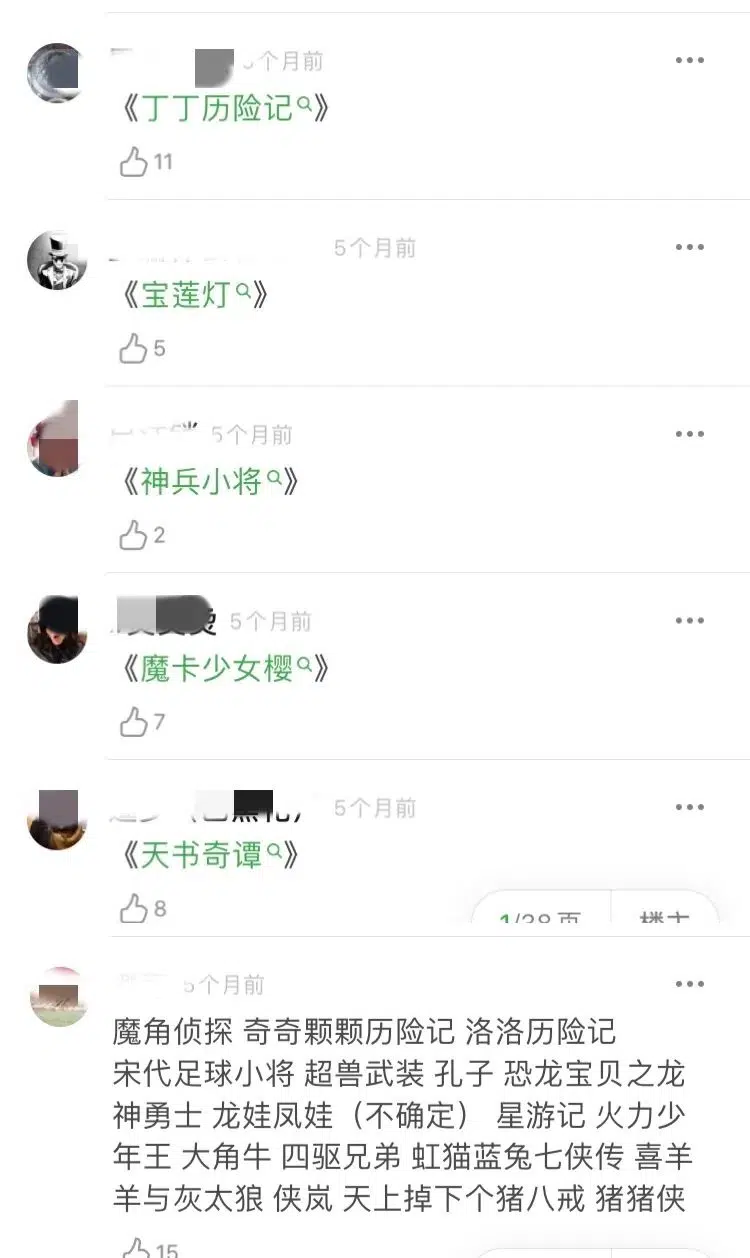 个月前
《丁丁历险记》
11
5个月前
《宝莲灯》
5
5个月前
《神兵小将》
2
5个月前
《魔卡少女樱》
7
5个月前
《天书奇谭》
8
1/38页 楼主
5个月前
魔角侦探 奇奇颗颗历险记 洛洛历险记
宋代足球小将 超兽武装 孔子 恐龙宝贝之龙
神勇士 龙娃凤娃（不确定） 星游记 火力少
年王 大角牛 四驱兄弟 虹猫蓝兔七侠传 喜羊
羊与灰太狼 侠岚 天上掉下个猪八戒 猪猪侠
15